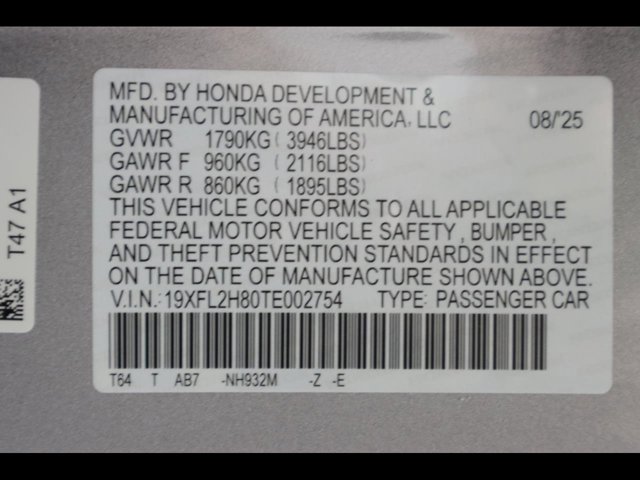 MFD. BY HONDA DEVELOPMENT &
MANUFACTURING OF AMERICA, LLC 08/'25
GVWR 1790KG ( 3946LBS)
GAWR F 960KG ( 2116LBS)
GAWR R 860KG ( 1895LBS)
THIS VEHICLE CONFORMS TO ALL APPLICABLE
FEDERAL MOTOR VEHICLE SAFETY , BUMPER ,
AND THEFT PREVENTION STANDARDS IN EFFECT
ON THE DATE OF MANUFACTURE SHOWN ABOVE.
V.I.N.:19XFL2H80TE002754 TYPE: PASSENGER CAR
T64 T AB7 -NH932M -Z -E
T47 A1